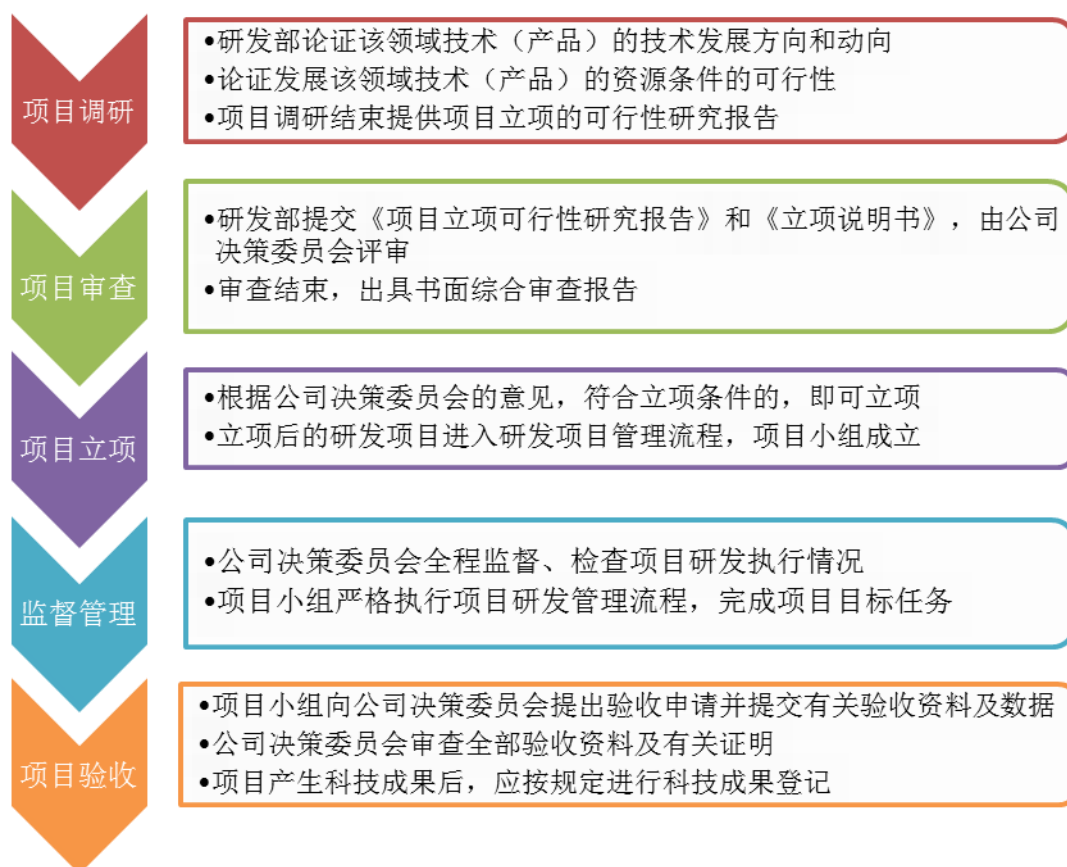 项目调研
•研发部论证该领域技术（产品）的技术发展方向和动向
•论证发展该领域技术（产品）的资源条件的可行性
•项目调研结束提供项目立项的可行性研究报告
项目审查
•研发部提交《项目立项可行性研究报告》和《立项说明书》，由公司
决策委员会评审
•审查结束，出具书面综合审查报告
项目立项
•根据公司决策委员会的意见，符合立项条件的，即可立项
•立项后的研发项目进入研发项目管理流程，项目小组成立
监督管理
•公司决策委员会全程监督、检查项目研发执行情况
•项目小组严格执行项目研发管理流程，完成项目目标任务
项目验收
•项目小组向公司决策委员会提出验收申请并提交有关验收资料及数据
•公司决策委员会审查全部验收资料及有关证明
•项目产生科技成果后，应按规定进行科技成果登记